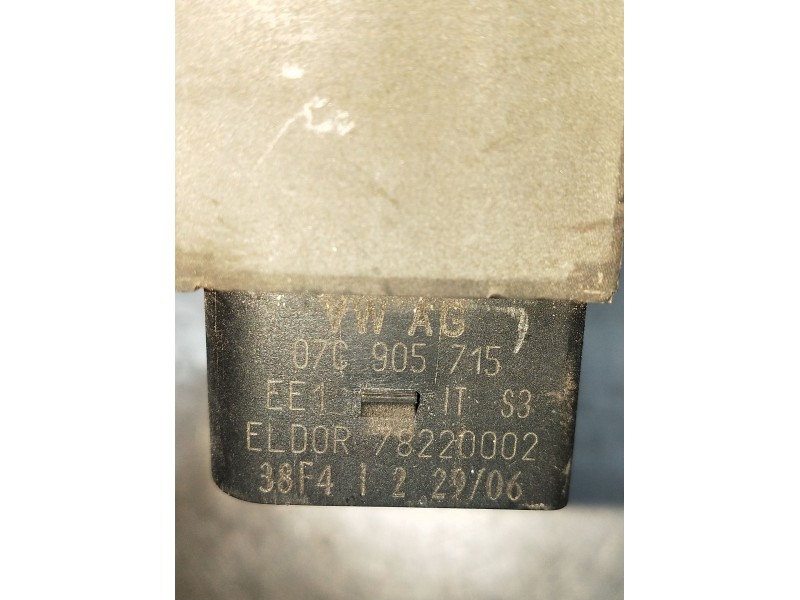 VW AG
07C 905 715
EE1 IT S3
ELDOR 78220002
38F4 1 2 29/06